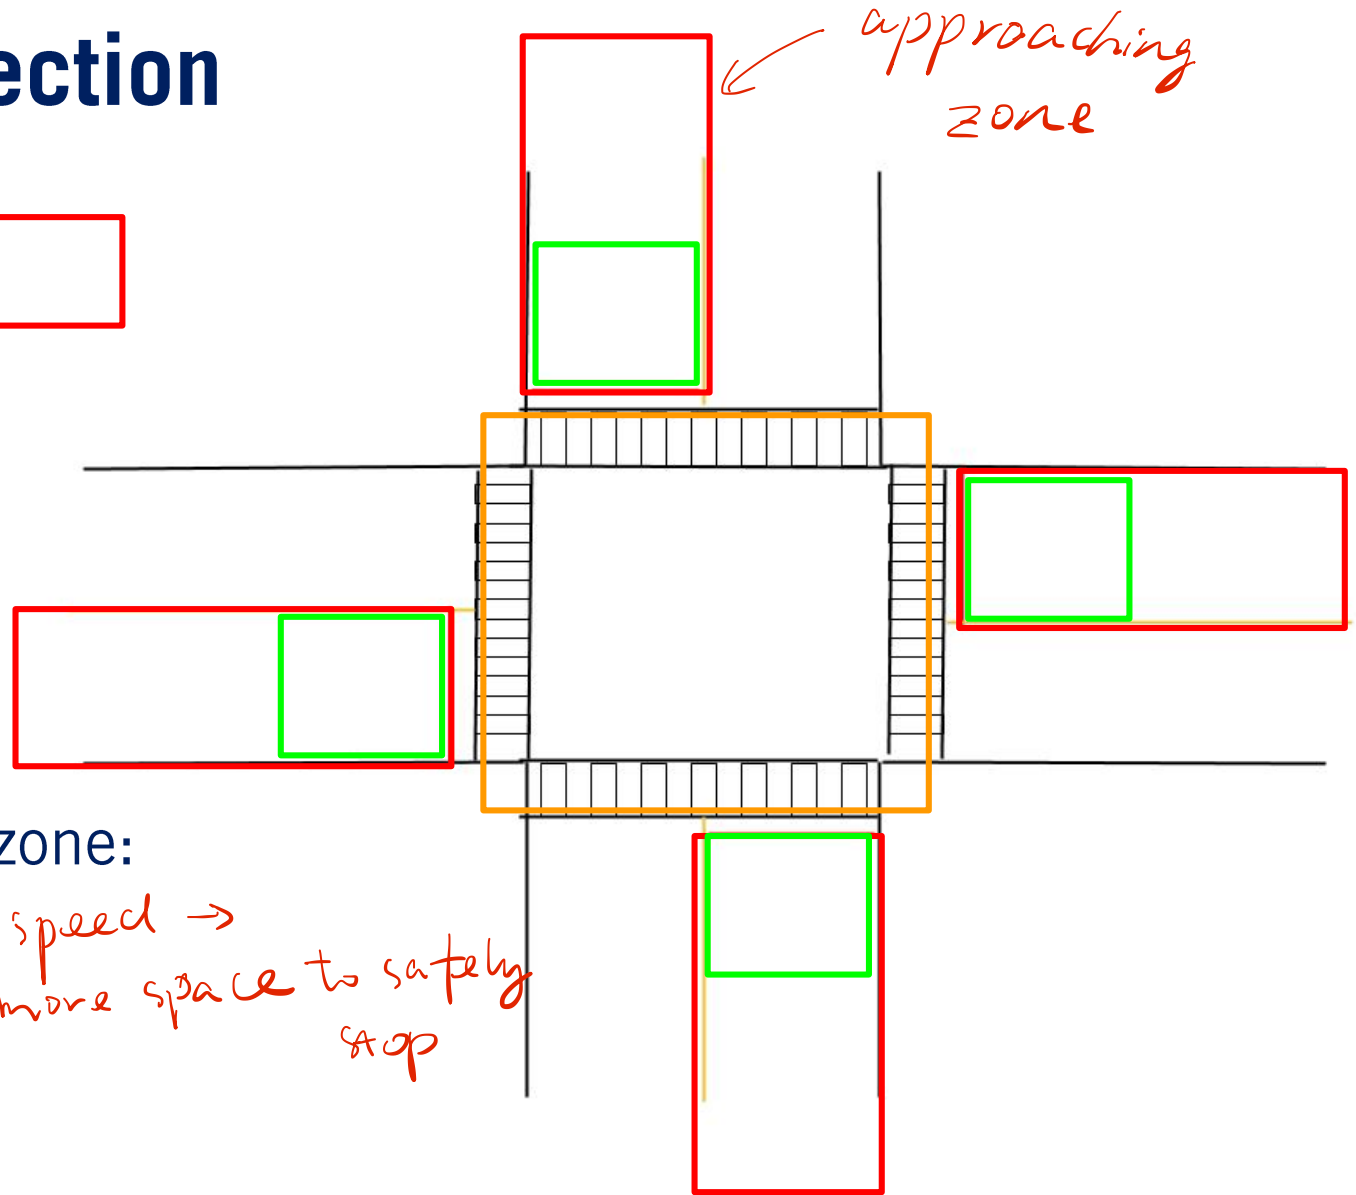 ection
approaching
zone
zone:
speed →
more space to safely
stop